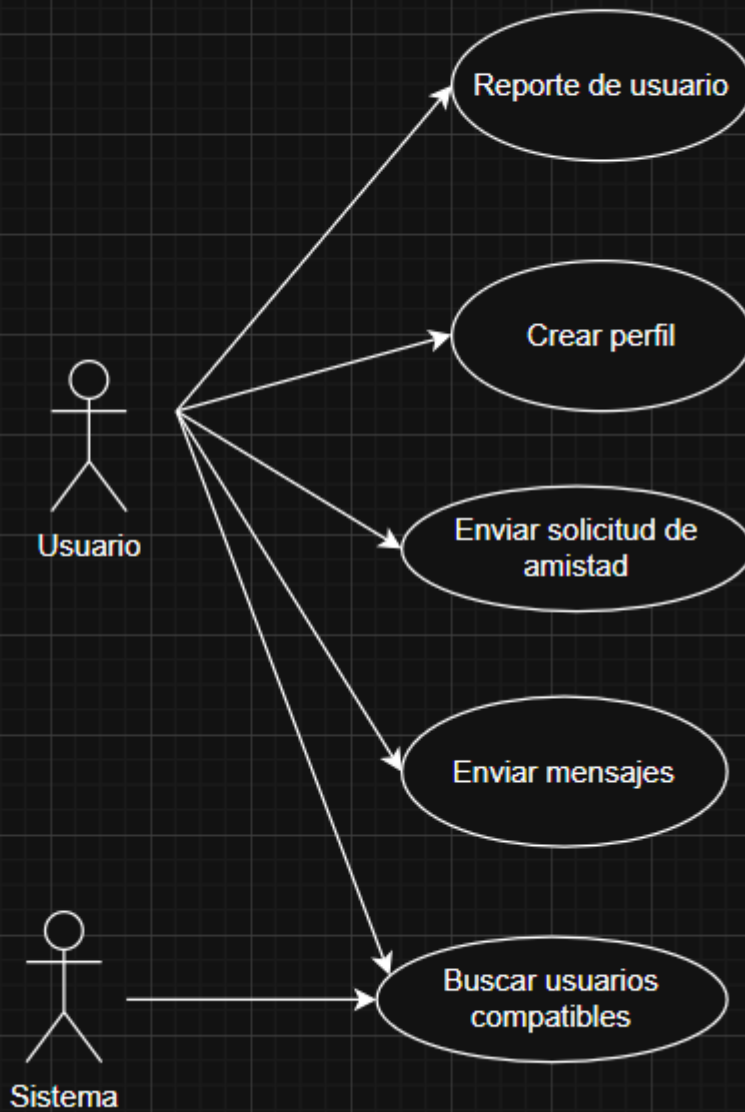 Reporte de usuario
Crear perfil
Usuario
Enviar solicitud de
amistad
Enviar mensajes
Buscar usuarios
compatibles
Sistema